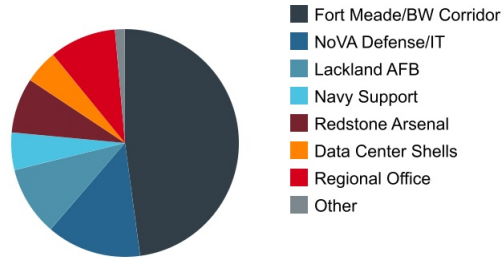 Fort Meade/BW Corridor
NoVA Defense/IT
Lackland AFB
Navy Support
Redstone Arsenal
Data Center Shells
Regional Office
Other